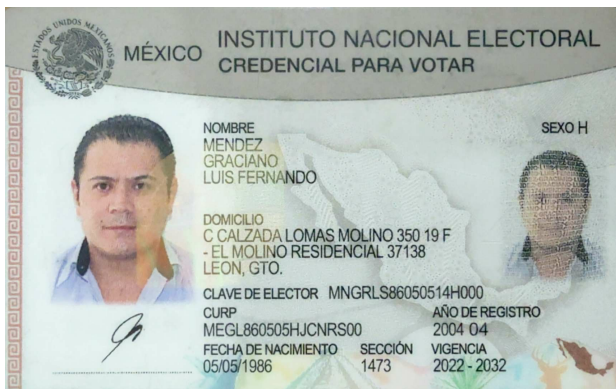 ESTADOS UNIDOS MEXICANOS
MÉXICO
INSTITUTO NACIONAL ELECTORAL
CREDENCIAL PARA VOTAR
NOMBRE
MENDEZ
GRACIANO
LUIS FERNANDO
SEXO H
DOMICILIO
C CALZADA LOMAS MOLINO 350 19 F
- EL MOLINO RESIDENCIAL 37138
LEON, GTO.
CLAVE DE ELECTOR MNGRLS86050514H000
CURP
MEGL860505HJCNRS00
AÑO DE REGISTRO
2004 04
FECHA DE NACIMIENTO
05/05/1986
SECCIÓN
1473
VIGENCIA
2022 - 2032